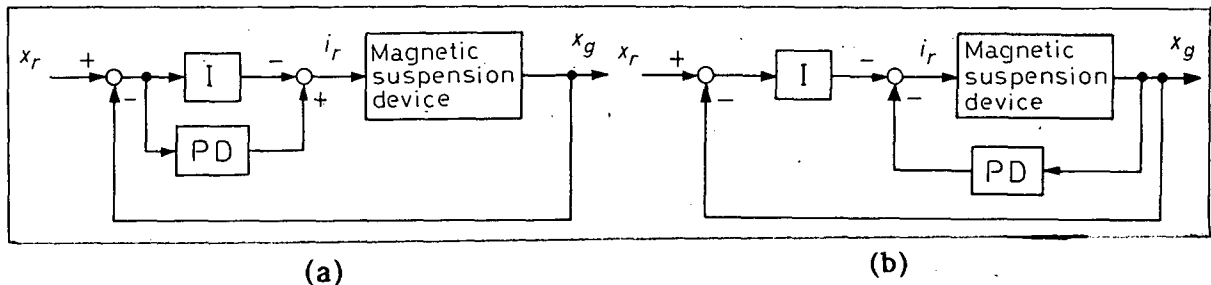 x_r + − I − + i_r Magnetic suspension device x_g
PD
(a)
x_r + − I − − i_r Magnetic suspension device x_g
PD
(b)